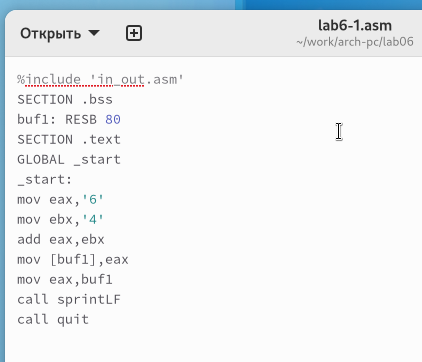 Открыть
lab6-1.asm
~/work/arch-pc/lab06
%include 'in_out.asm'
SECTION .bss
buf1: RESB 80
SECTION .text
GLOBAL _start
_start:
mov eax,'6'
mov ebx,'4'
add eax,ebx
mov [buf1],eax
mov eax,buf1
call sprintLF
call quit